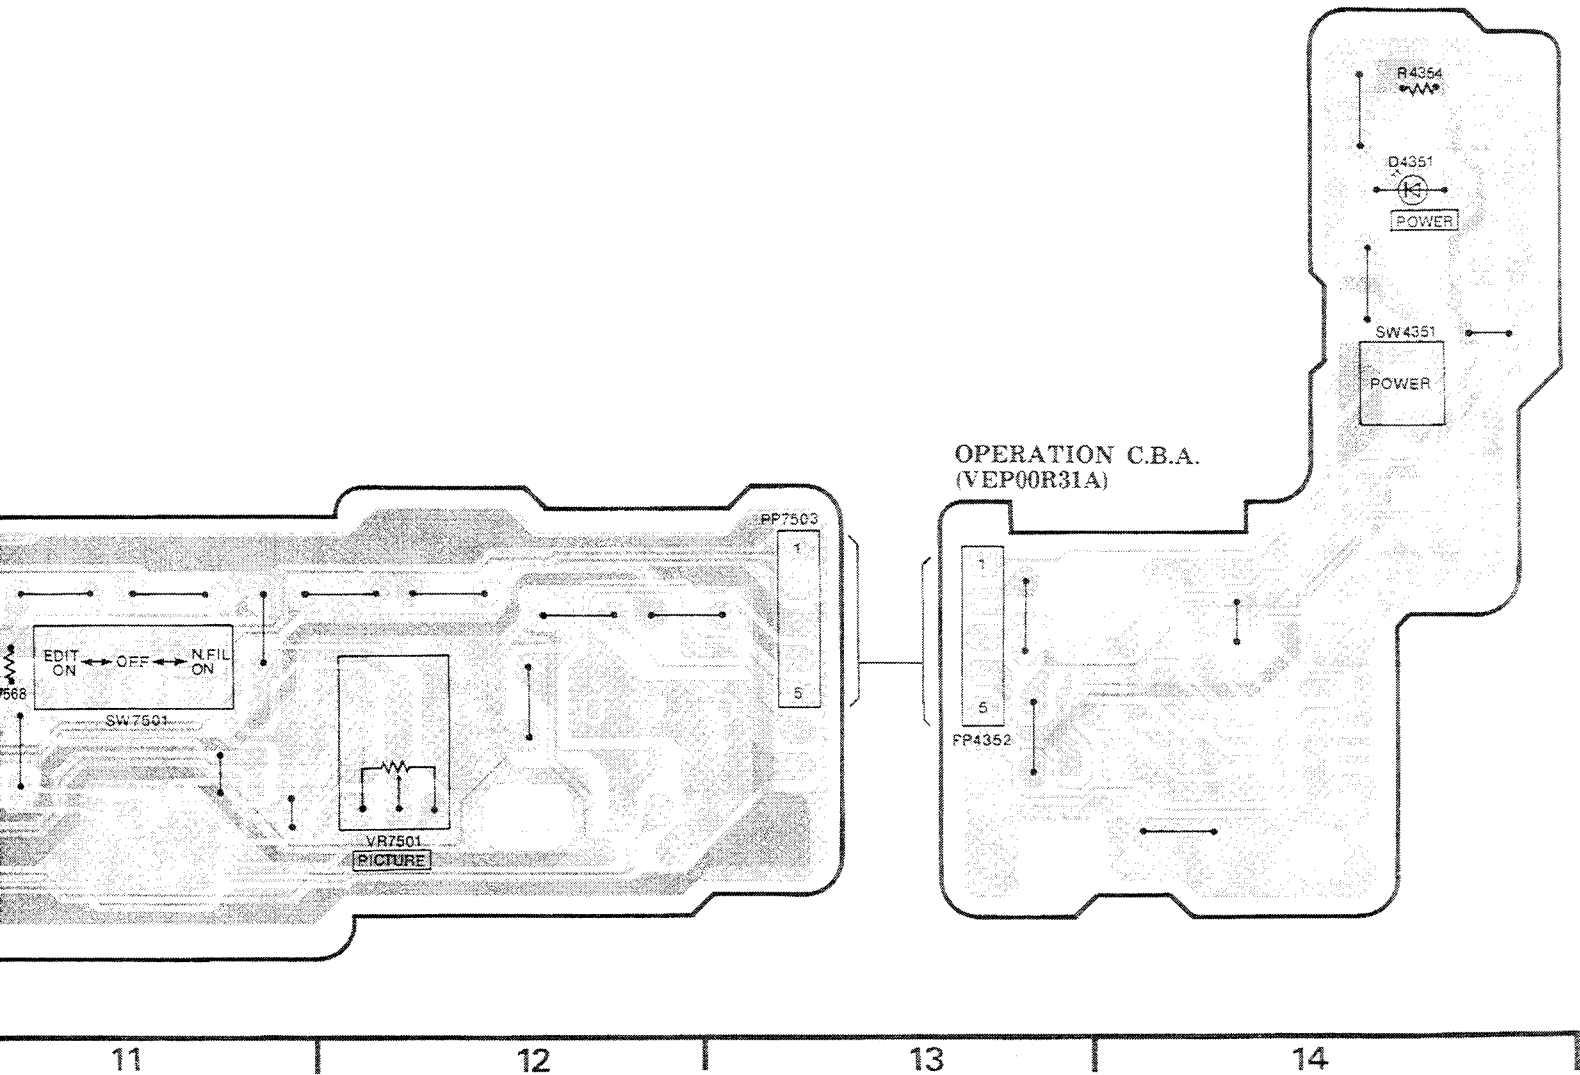 R4354
D4351
POWER
SW4351
POWER
OPERATION C.B.A.
(VEP00R31A)
PP7503
1
5
1
5
FP4352
EDIT
ON
OFF
N.FIL
ON
7568
SW7501
VR7501
PICTURE
11
12
13
14